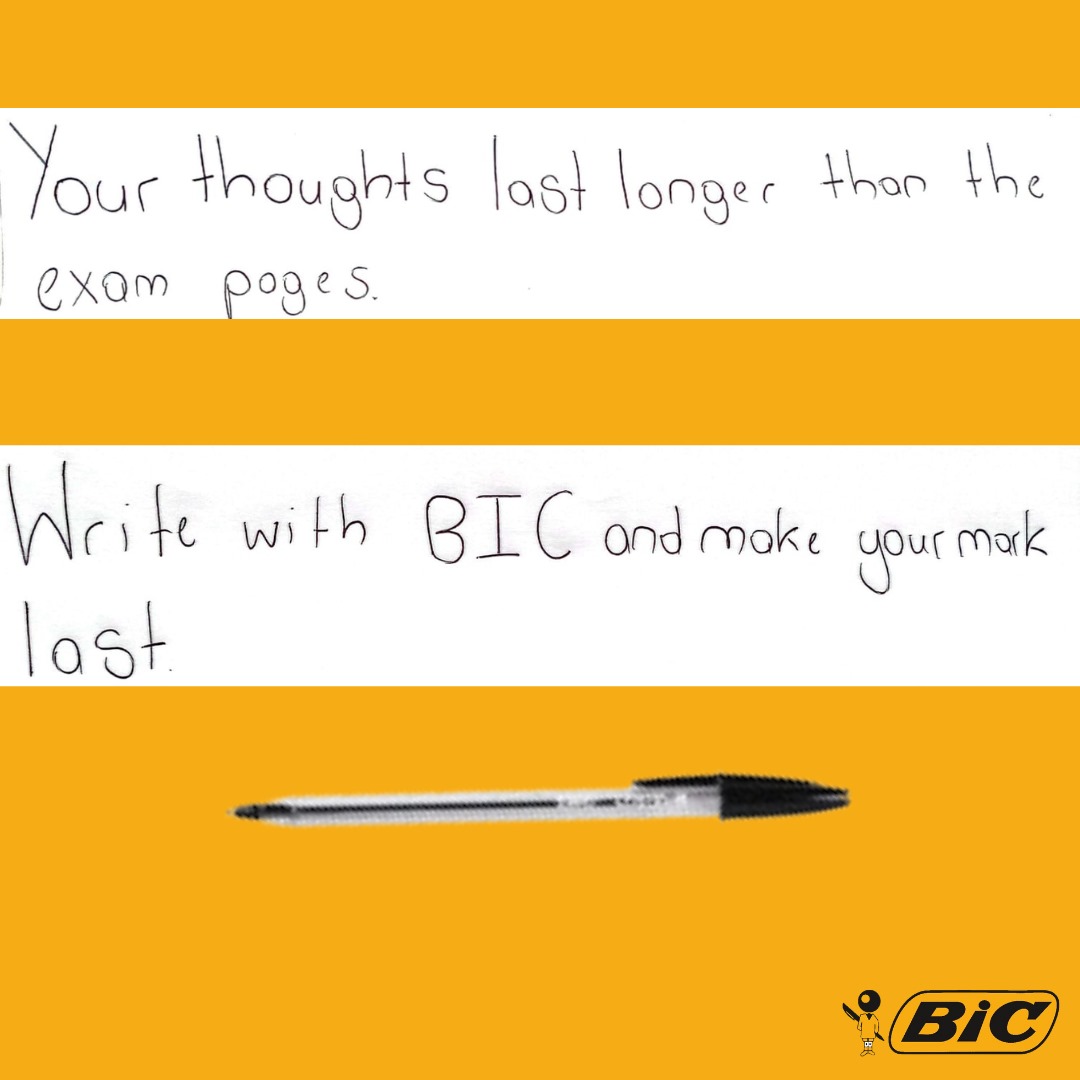 Your thoughts last longer than the
exam pages.
Write with BIC and make your mark
last.
BiC